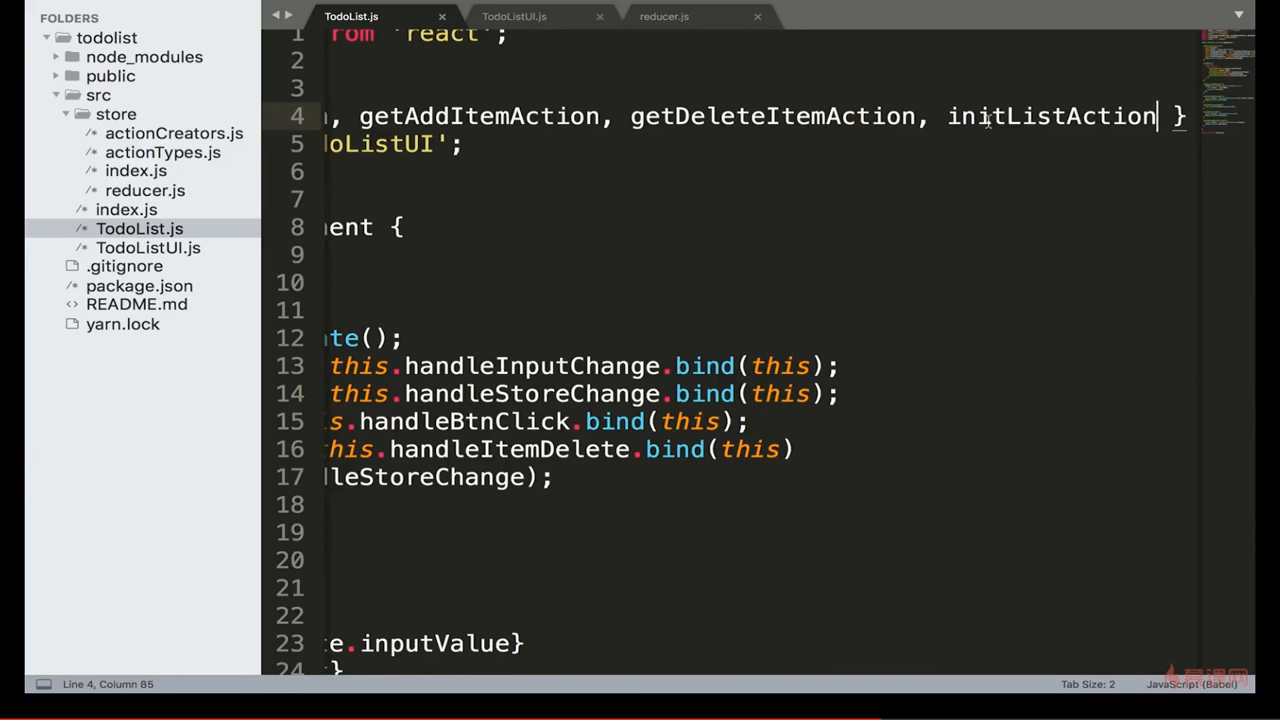 FOLDERS
todolist
node_modules
public
src
store
/* actionCreators.js
/* actionTypes.js
/* index.js
/* reducer.js
/* index.js
/* TodoList.js
/* TodoListUI.js
.gitignore
package.json
<> README.md
yarn.lock
TodoList.js ×
TodoListUI.js ×
reducer.js ×
1 rom 'react';
2
3
4 , getAddItemAction, getDeleteItemAction, initListAction }
5 doListUI';
6
7
8 ent {
9
10
11
12 te();
13 this.handleInputChange.bind(this);
14 this.handleStoreChange.bind(this);
15 s.handleBtnClick.bind(this);
16 his.handleItemDelete.bind(this)
17 leStoreChange);
18
19
20
21
22
23 e.inputValue}
24 }
Line 4, Column 85
Tab Size: 2
JavaScript (Babel)
慕课网